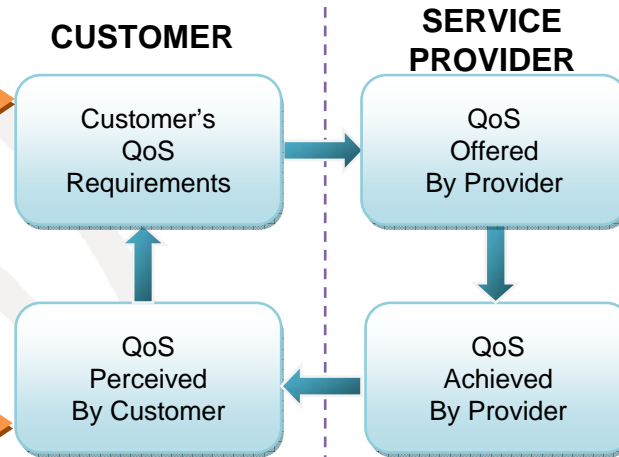 CUSTOMER
SERVICE
PROVIDER
Customer’s
QoS
Requirements
QoS
Offered
By Provider
QoS
Perceived
By Customer
QoS
Achieved
By Provider